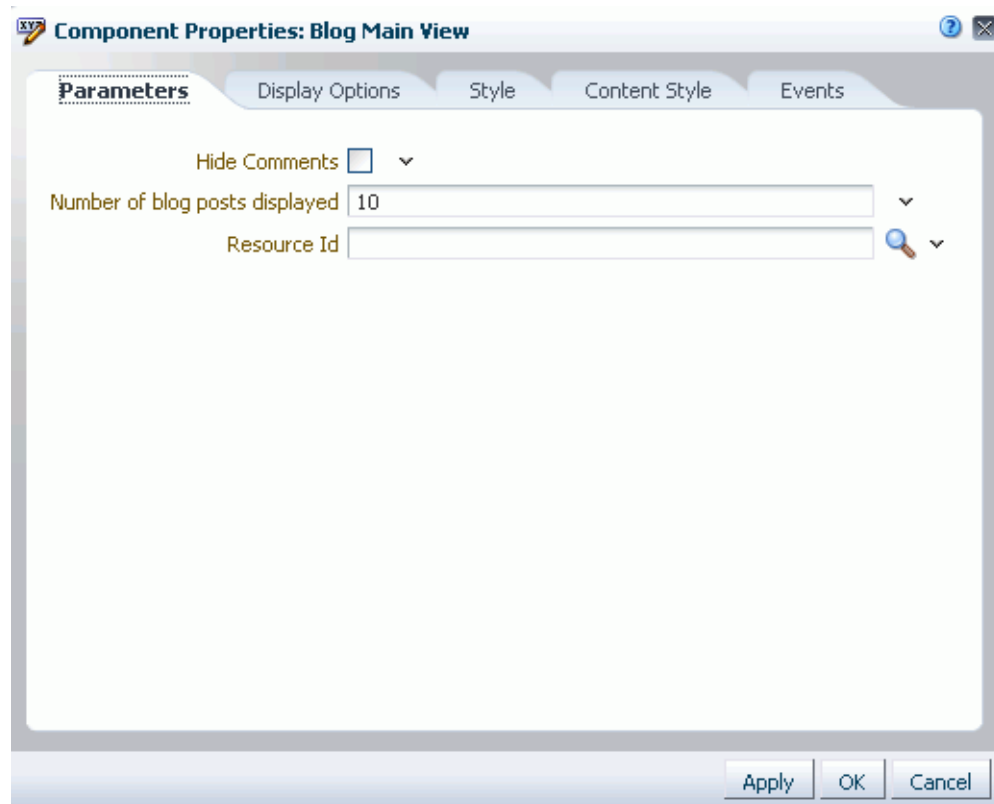 Component Properties: Blog Main View
Parameters Display Options Style Content Style Events
Hide Comments
Number of blog posts displayed 10
Resource Id
Apply OK Cancel